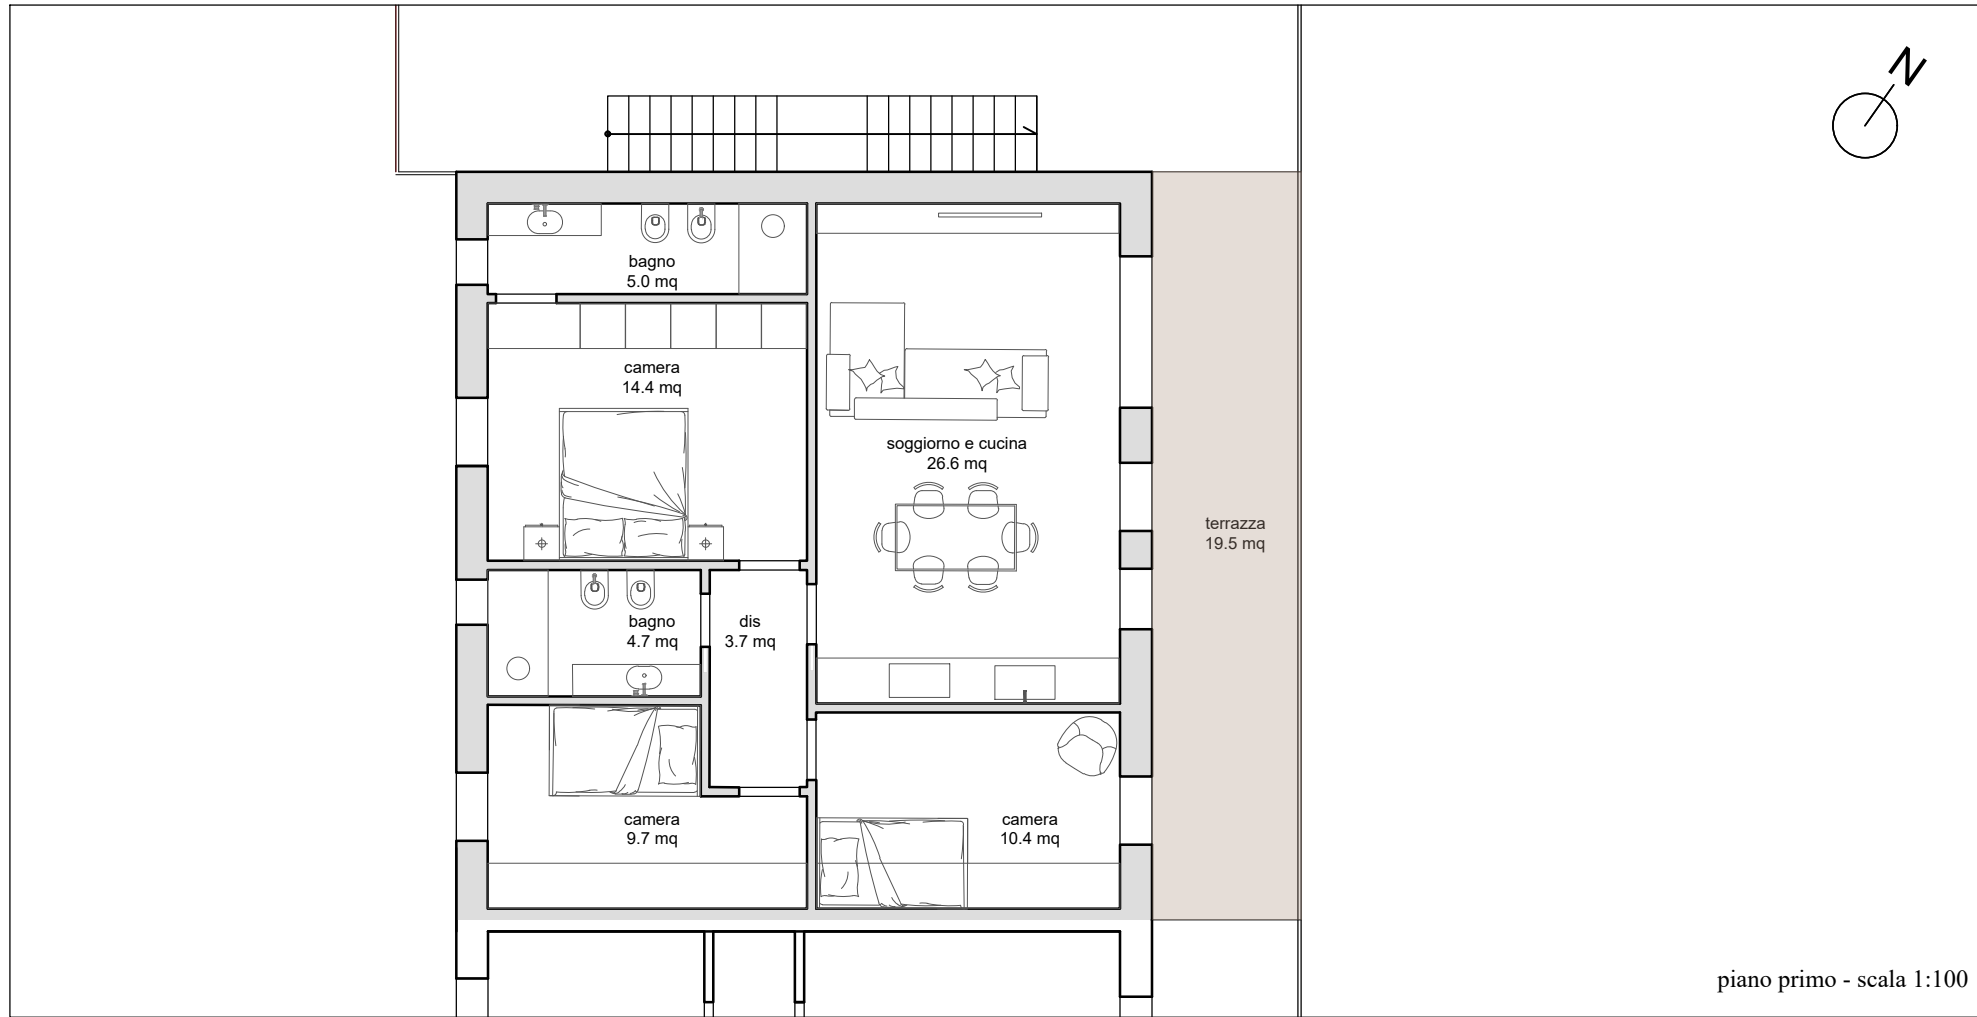 N
bagno
5.0 mq
camera
14.4 mq
soggiorno e cucina
26.6 mq
terrazza
19.5 mq
bagno
4.7 mq
dis
3.7 mq
camera
9.7 mq
camera
10.4 mq
piano primo - scala 1:100